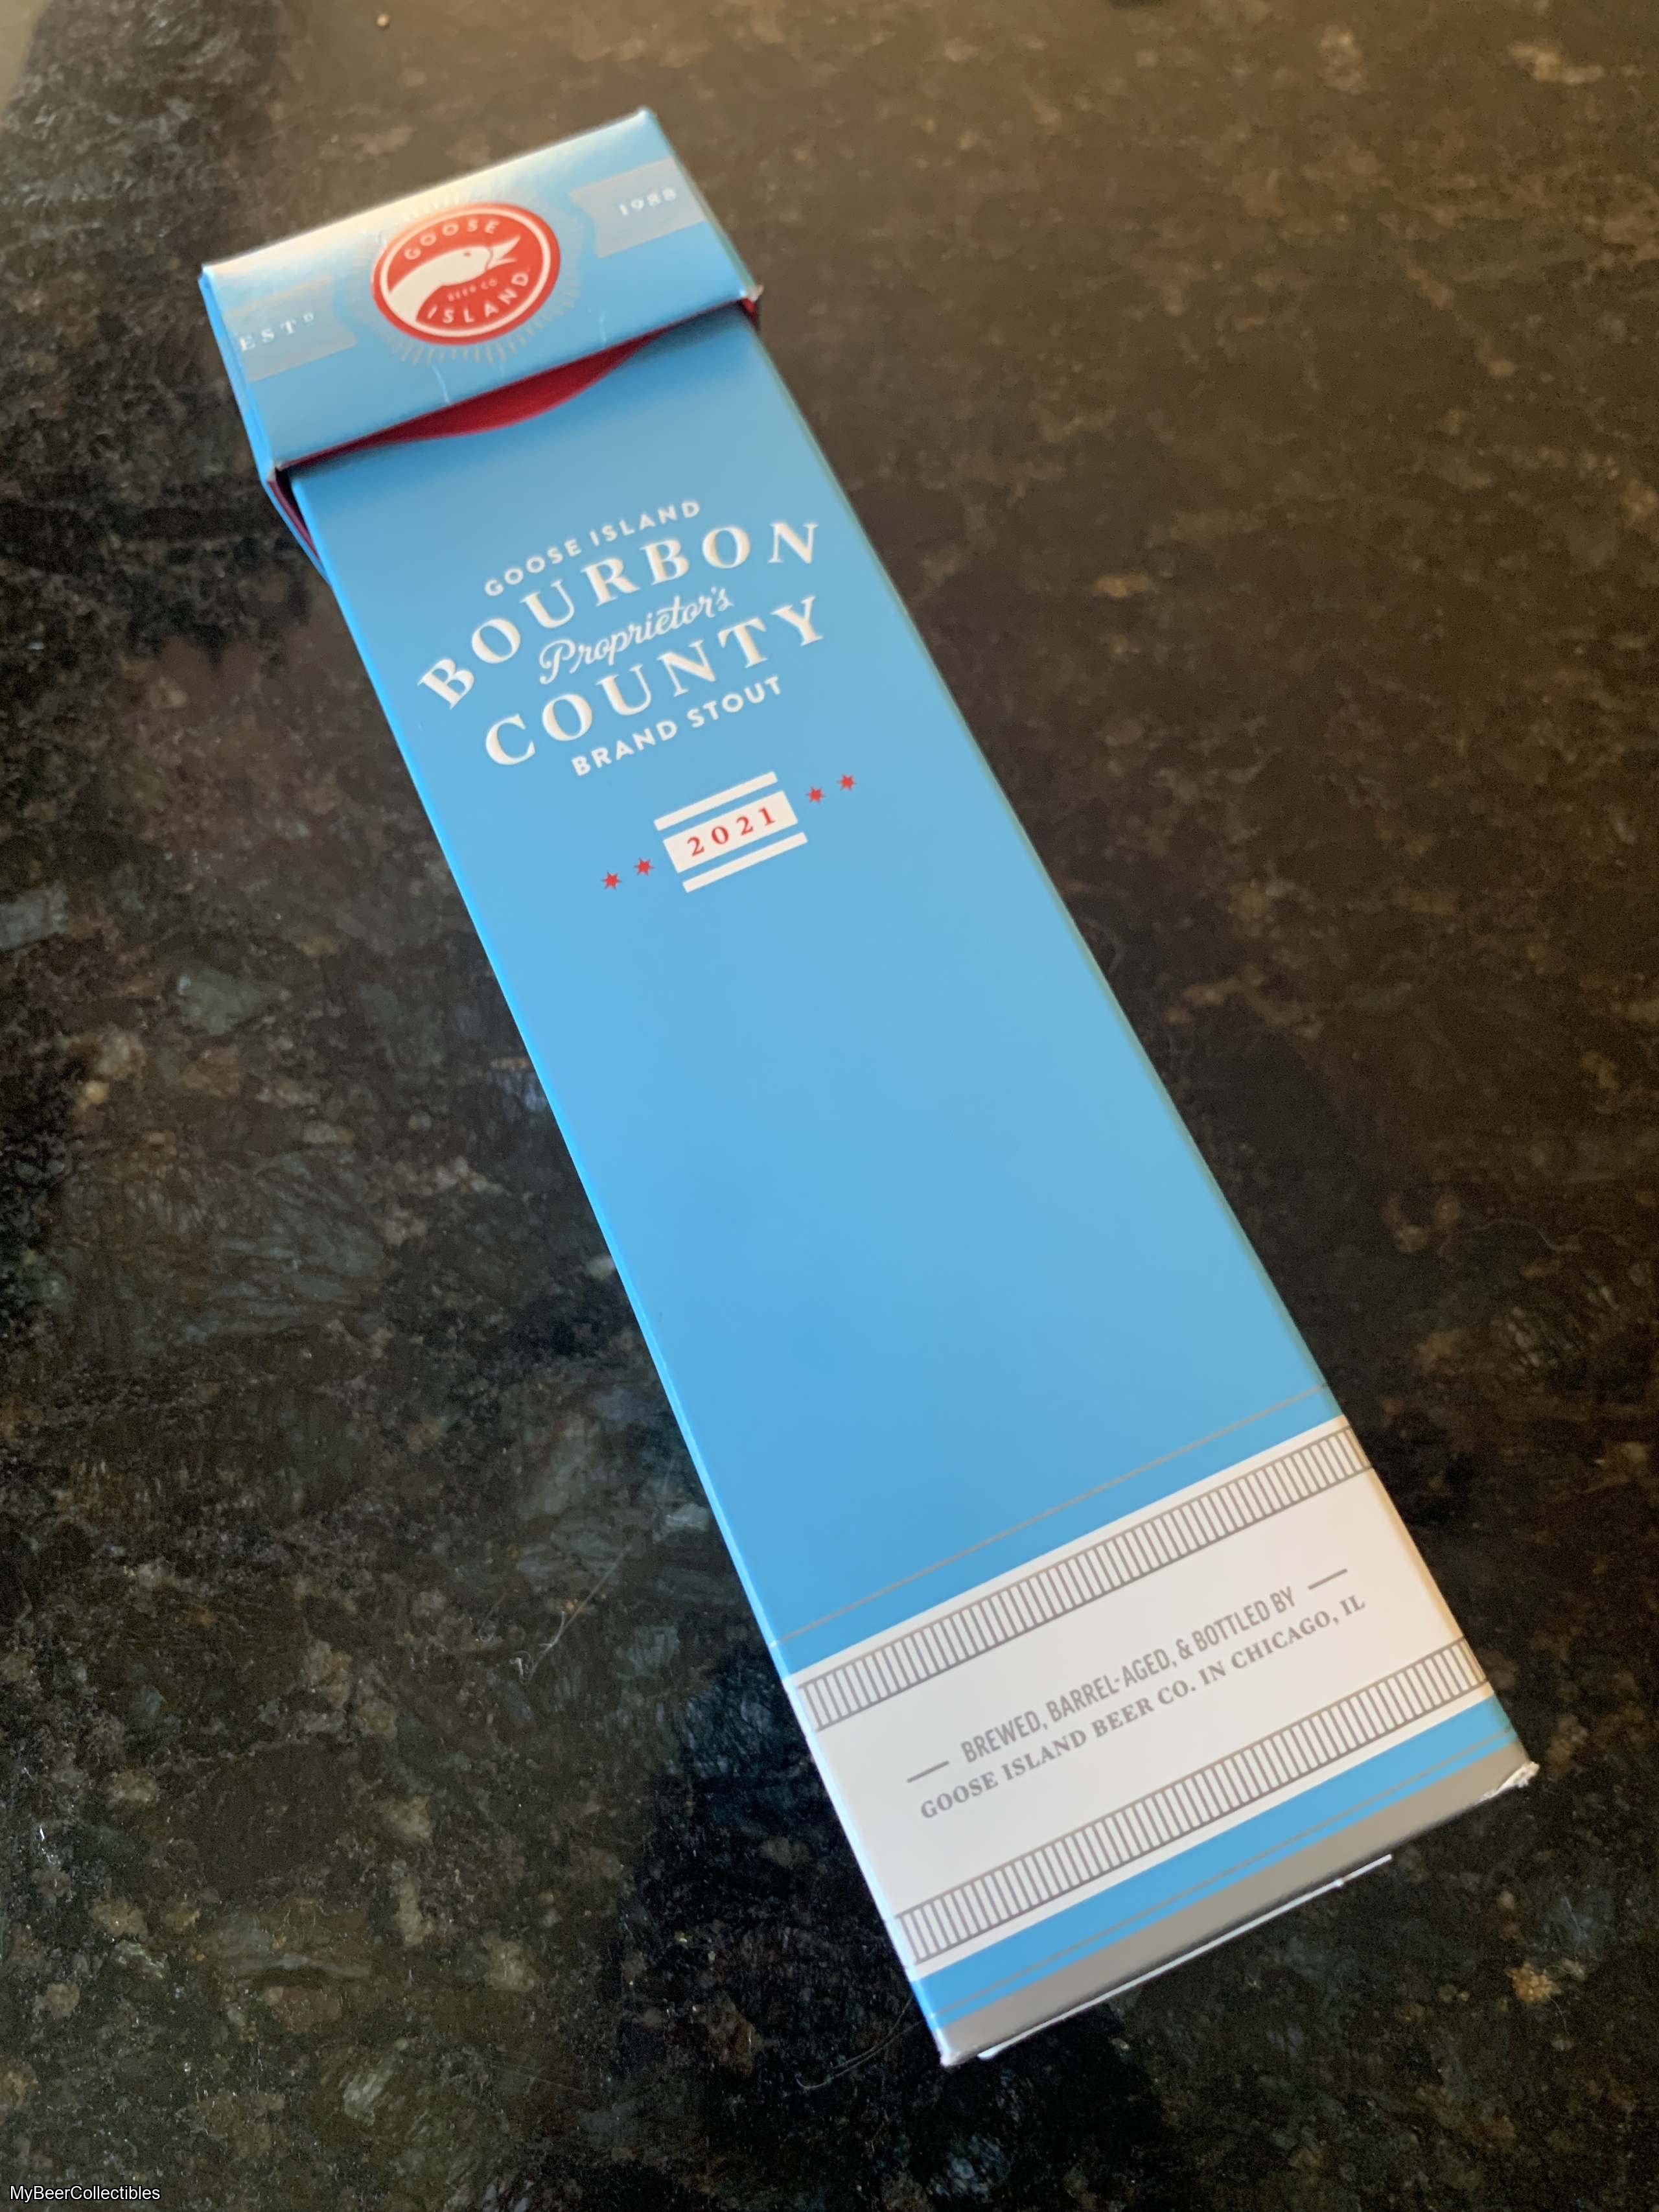 GOOSE
BEER CO
ISLAND
ESTD 1988
GOOSE ISLAND
BOURBON
Proprietor's
COUNTY
BRAND STOUT
2021
BREWED, BARREL-AGED, & BOTTLED BY
GOOSE ISLAND BEER CO. IN CHICAGO, IL
MyBeerCollectibles